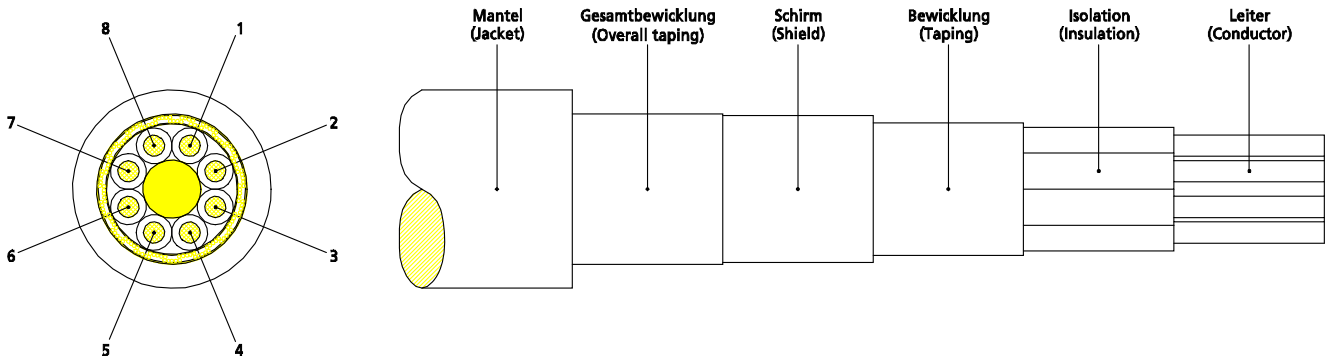 8
1
7
2
6
3
5
4
Mantel
(Jacket)
Gesamtbewicklung
(Overall taping)
Schirm
(Shield)
Bewicklung
(Taping)
Isolation
(Insulation)
Leiter
(Conductor)